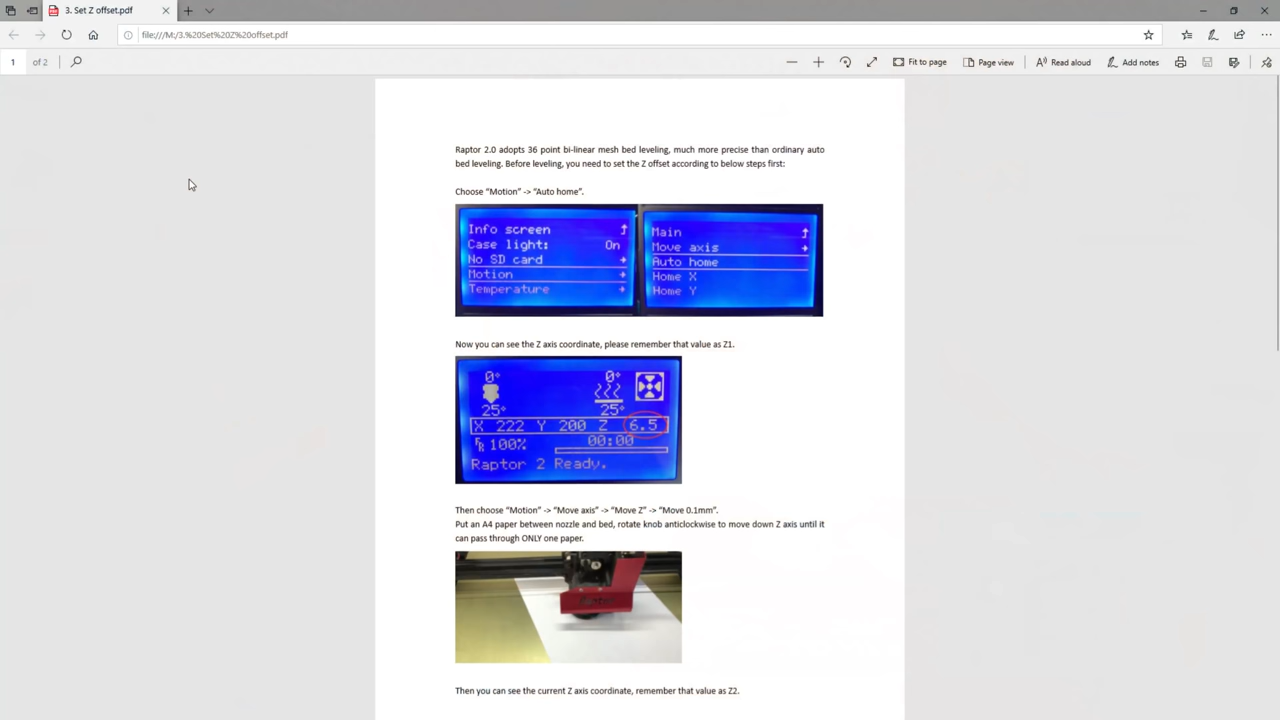 3. Set Z offset.pdf
file:///M:/3.%20Set%20Z%20offset.pdf
1 of 2 Fit to page Page view Read aloud Add notes
Raptor 2.0 adopts 36 point bi-linear mesh bed leveling, much more precise than ordinary auto
bed leveling. Before leveling, you need to set the Z offset according to below steps first:
Choose “Motion” -> “Auto home”.
Info screen
Case light: On
No SD card
Motion
Temperature
Main
Move axis
Auto home
Home X
Home Y
Now you can see the Z axis coordinate, please remember that value as Z1.
0° 0°
25° 25°
X 222 Y 200 Z 6.5
FR 100% 00:00
Raptor 2 Ready.
Then choose “Motion” -> “Move axis” -> “Move Z” -> “Move 0.1mm”.
Put an A4 paper between nozzle and bed, rotate knob anticlockwise to move down Z axis until it
can pass through ONLY one paper.
Then you can see the current Z axis coordinate, remember that value as Z2.